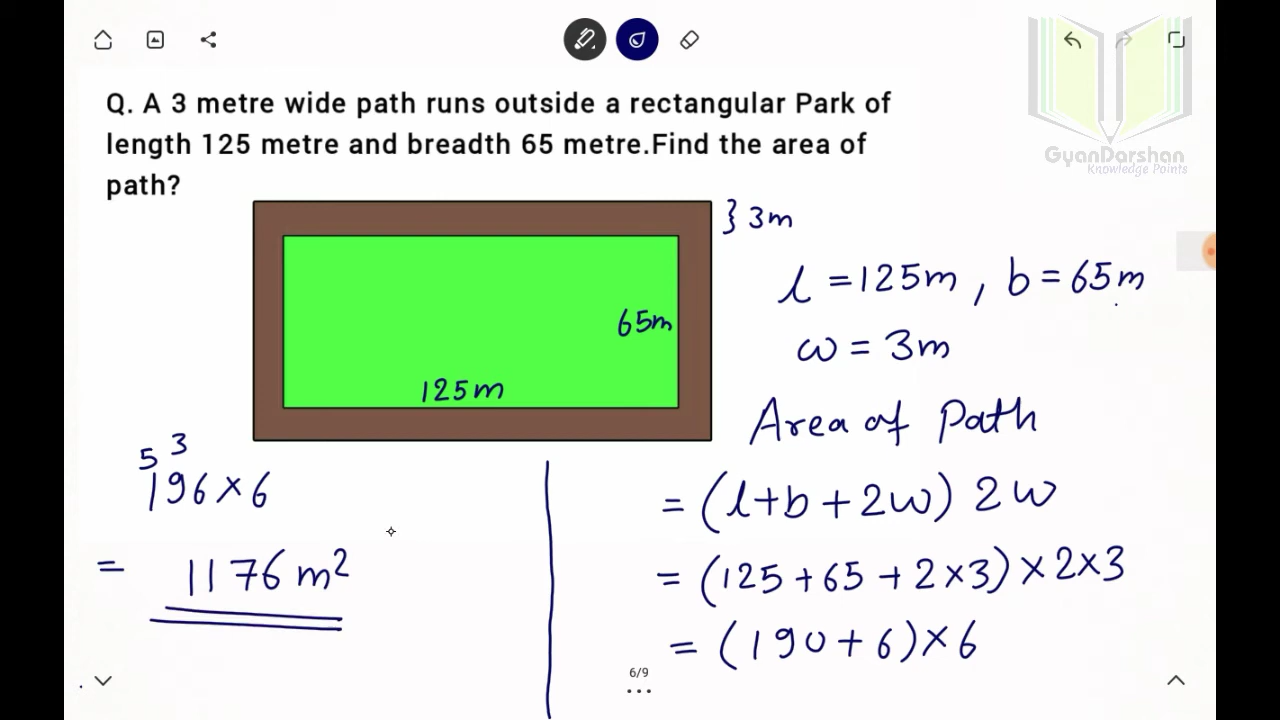 Q. A 3 metre wide path runs outside a rectangular Park of
length 125 metre and breadth 65 metre.Find the area of
path?
GyanDarshan
Knowledge Points
}3m
65m
125m
l = 125m , b = 65m
w = 3m
Area of Path
= (l+b+2w) 2w
= (125+65+2×3)×2×3
= (190+6)×6
5 3
196×6
= 1176 m²
6/9